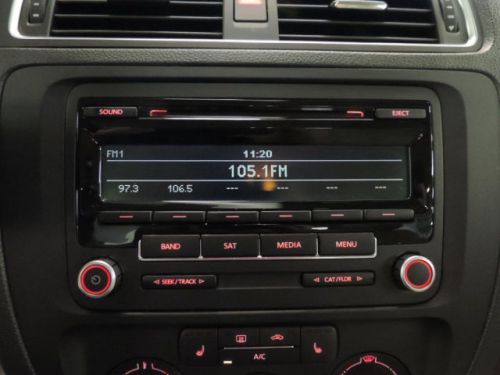 SOUND EJECT
FM1 11:20
105.1FM
97.3 106.5 --- --- --- ---
BAND SAT MEDIA MENU
SEEK/TRACK CAT/FLDR
A/C